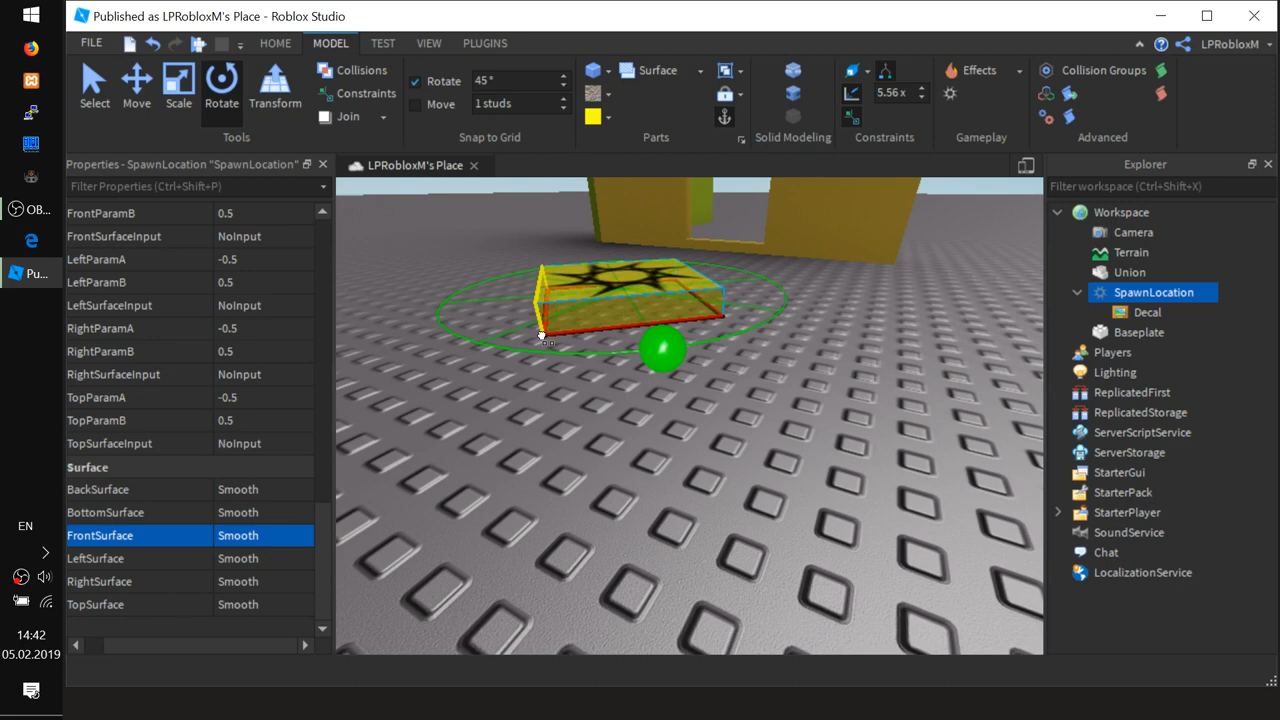 Published as LPRobloxM's Place - Roblox Studio
FILE
HOME
MODEL
TEST
VIEW
PLUGINS
LPRobloxM
Select
Move
Scale
Rotate
Transform
Tools
Collisions
Constraints
Join
Rotate
45°
Move
1 studs
Snap to Grid
Surface
Parts
Solid Modeling
5.56 x
Constraints
Effects
Gameplay
Collision Groups
Advanced
Properties - SpawnLocation "SpawnLocation"
Filter Properties (Ctrl+Shift+P)
FrontParamB 0.5
FrontSurfaceInput NoInput
LeftParamA -0.5
LeftParamB 0.5
LeftSurfaceInput NoInput
RightParamA -0.5
RightParamB 0.5
RightSurfaceInput NoInput
TopParamA -0.5
TopParamB 0.5
TopSurfaceInput NoInput
Surface
BackSurface Smooth
BottomSurface Smooth
FrontSurface Smooth
LeftSurface Smooth
RightSurface Smooth
TopSurface Smooth
LPRobloxM's Place
Explorer
Filter workspace (Ctrl+Shift+X)
Workspace
Camera
Terrain
Union
SpawnLocation
Decal
Baseplate
Players
Lighting
ReplicatedFirst
ReplicatedStorage
ServerScriptService
ServerStorage
StarterGui
StarterPack
StarterPlayer
SoundService
Chat
LocalizationService
OB...
Pu...
EN
14:42
05.02.2019